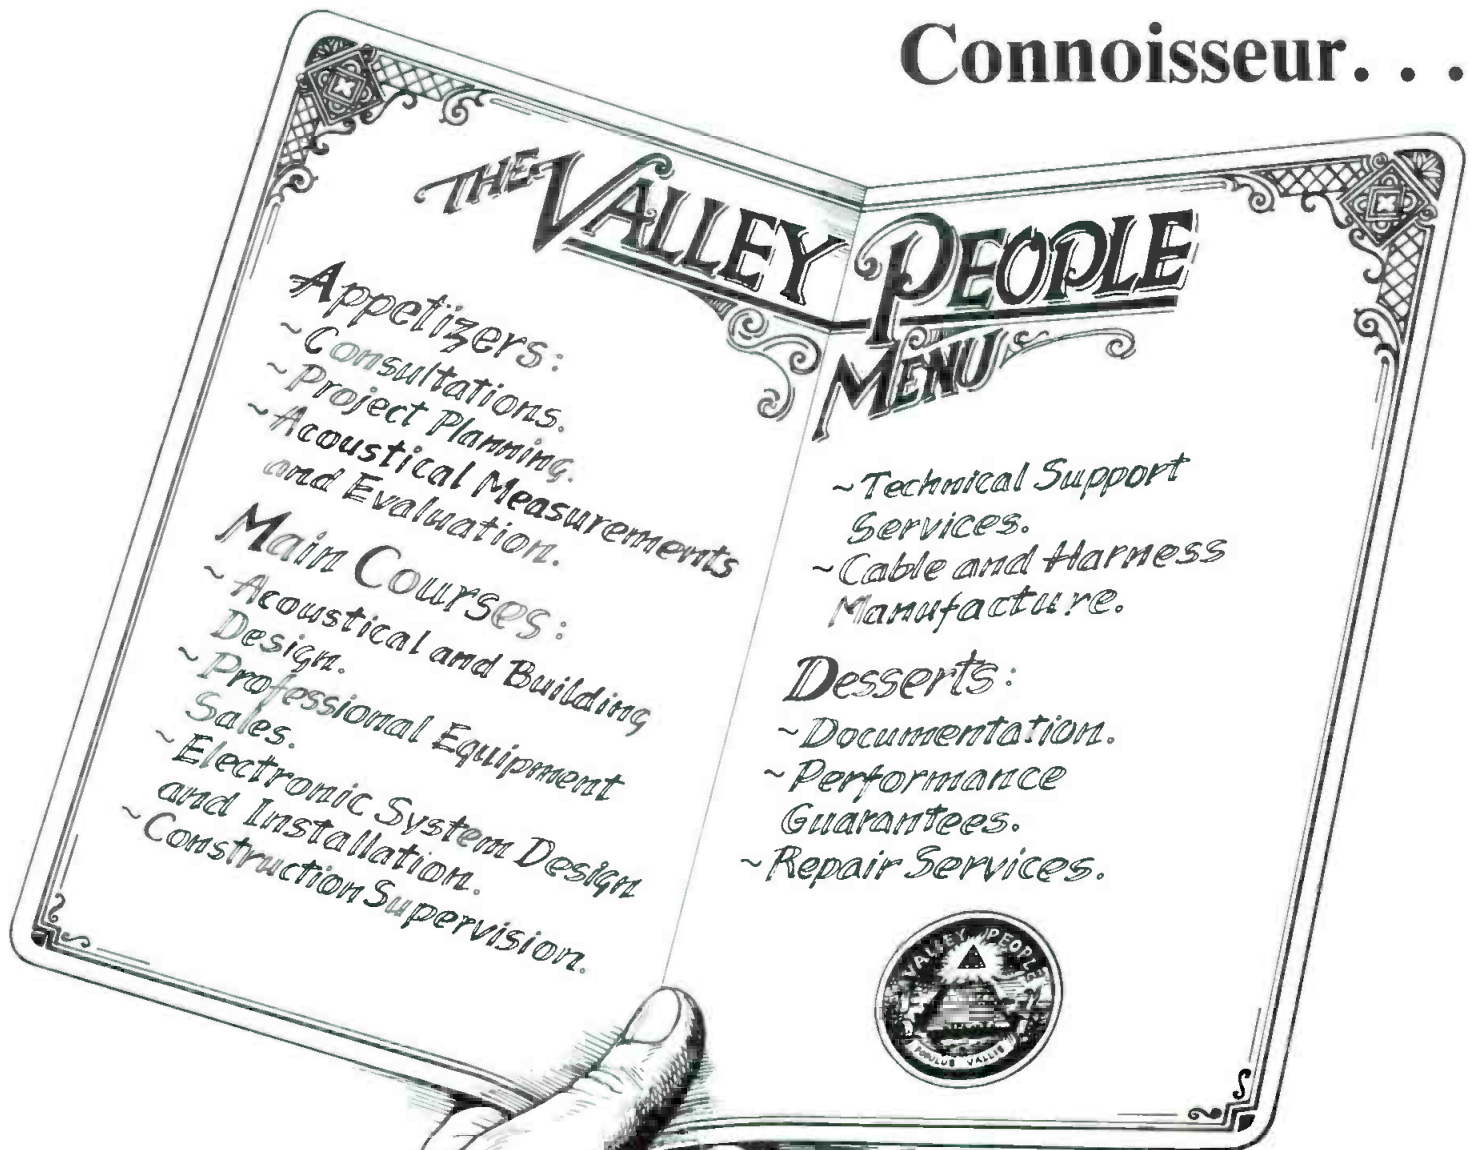 Connoisseur. . .
THE VALLEY PEOPLE
MENU
Appetizers:
~Consultations.
~Project Planning.
~Acoustical Measurements
and Evaluation.
Main Courses:
~Acoustical and Building
Design.
~Professional Equipment
Sales.
~Electronic System Design
and Installation.
~Construction Supervision.
~Technical Support
Services.
~Cable and Harness
Manufacture.
Desserts:
~Documentation.
~Performance
Guarantees.
~Repair Services.
VALLEY PEOPLE
POPULUS VALLIS